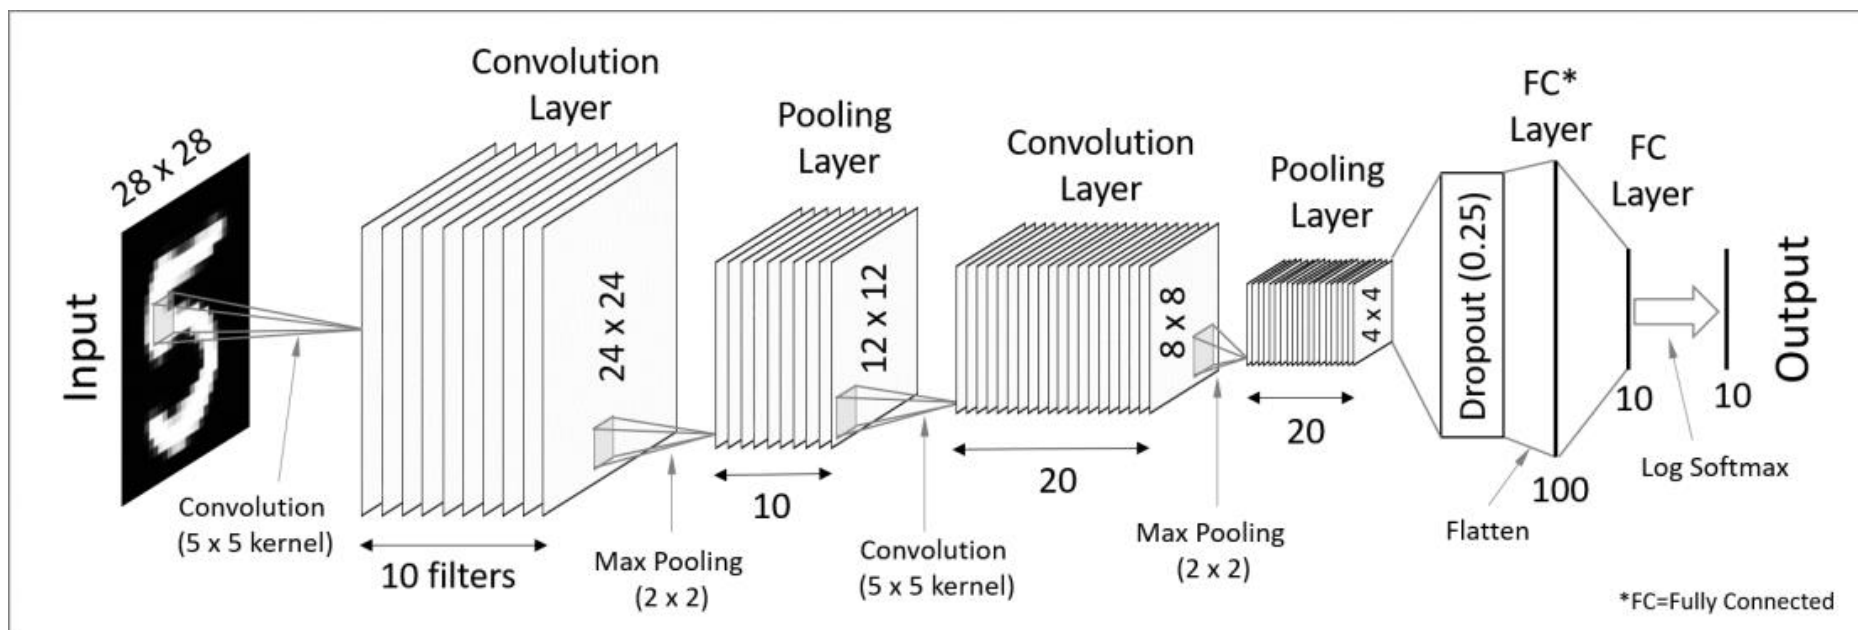 Input
28 x 28
Convolution
(5 x 5 kernel)
Convolution
Layer
24 x 24
10 filters
Max Pooling
(2 x 2)
Pooling
Layer
12 x 12
10
Convolution
(5 x 5 kernel)
Convolution
Layer
8 x 8
20
Max Pooling
(2 x 2)
Pooling
Layer
4 x 4
20
Dropout (0.25)
Flatten
FC*
Layer
100
FC
Layer
10
Log Softmax
10
Output
*FC=Fully Connected